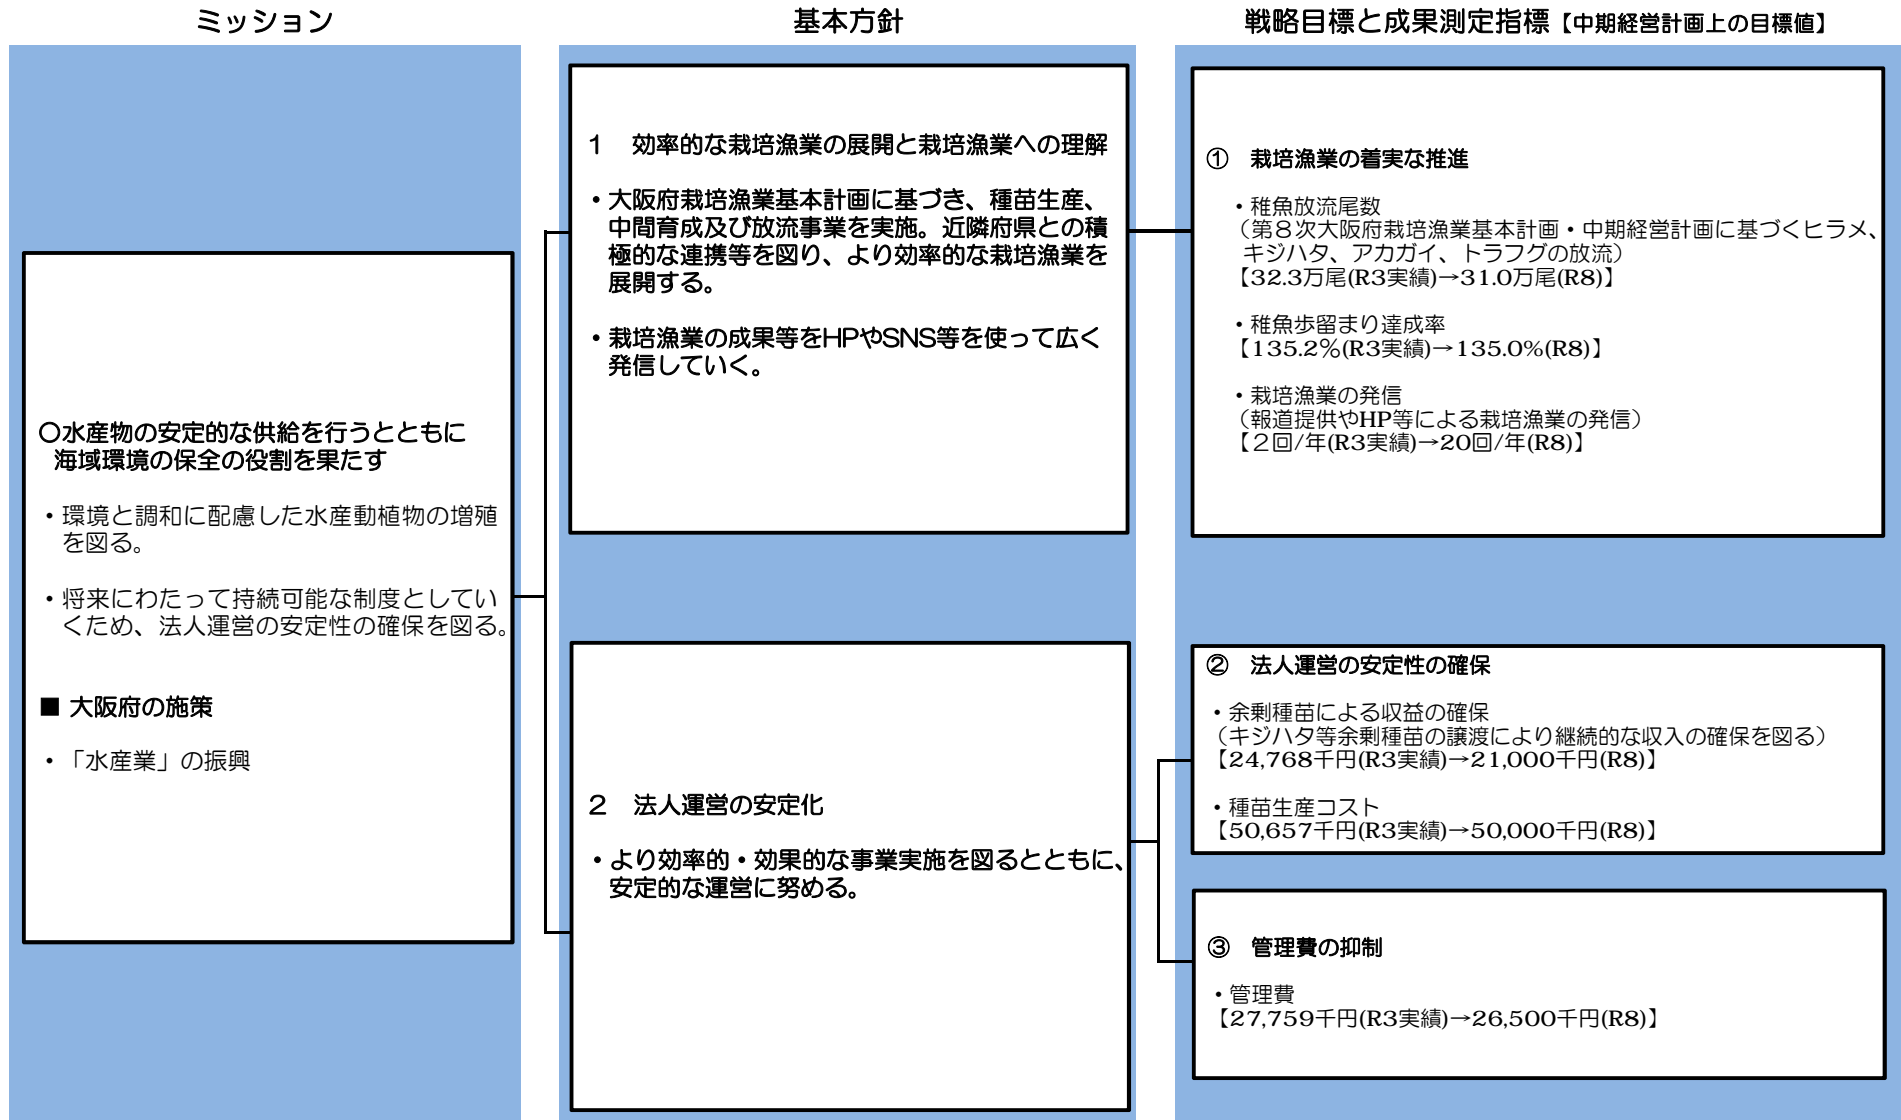 ミッション
○水産物の安定的な供給を行うとともに
海域環境の保全の役割を果たす
・環境と調和に配慮した水産動植物の増殖
を図る。
・将来にわたって持続可能な制度としてい
くため、法人運営の安定性の確保を図る。
■ 大阪府の施策
・「水産業」の振興
基本方針
１　効率的な栽培漁業の展開と栽培漁業への理解
・大阪府栽培漁業基本計画に基づき、種苗生産、
中間育成及び放流事業を実施。近隣府県との積
極的な連携等を図り、より効率的な栽培漁業を
展開する。
・栽培漁業の成果等をHPやSNS等を使って広く
発信していく。
２　法人運営の安定化
・より効率的・効果的な事業実施を図るとともに、
安定的な運営に努める。
戦略目標と成果測定指標【中期経営計画上の目標値】
①　栽培漁業の着実な推進
・稚魚放流尾数
（第８次大阪府栽培漁業基本計画・中期経営計画に基づくヒラメ、
キジハタ、アカガイ、トラフグの放流）
【32.3万尾(R3実績)→31.0万尾(R8)】
・稚魚歩留まり達成率
【135.2％(R3実績)→135.0%(R8)】
・栽培漁業の発信
（報道提供やHP等による栽培漁業の発信）
【２回/年(R3実績)→20回/年(R8)】
②　法人運営の安定性の確保
・余剰種苗による収益の確保
（キジハタ等余剰種苗の譲渡により継続的な収入の確保を図る）
【24,768千円(R3実績)→21,000千円(R8)】
・種苗生産コスト
【50,657千円(R3実績)→50,000千円(R8)】
③　管理費の抑制
・管理費
【27,759千円(R3実績)→26,500千円(R8)】